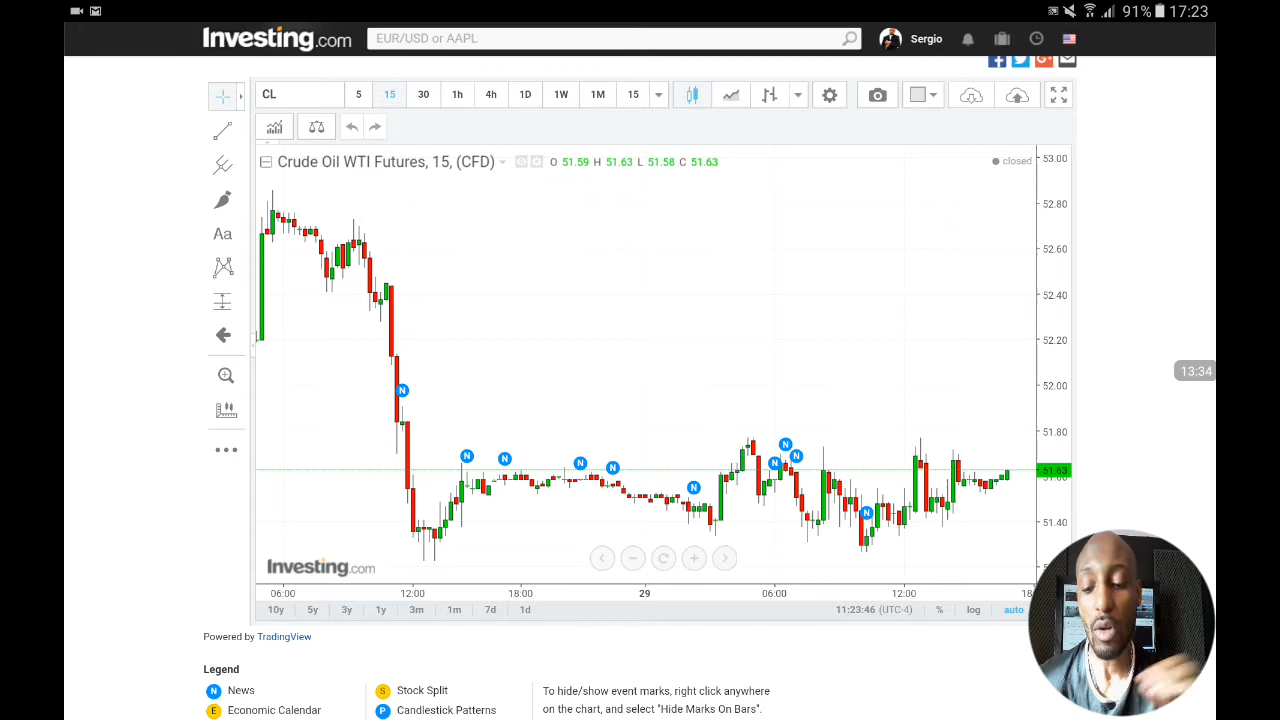 91% 17:23
Investing.com EUR/USD or AAPL Sergio
CL 5 15 30 1h 4h 1D 1W 1M 15
Crude Oil WTI Futures, 15, (CFD) O 51.59 H 51.63 L 51.58 C 51.63 closed
Aa
53.00
52.80
52.60
52.40
52.20
52.00
51.80
51.63
51.40
13:34
N
N
N
N
N
N
N
N
N
N
Investing.com
06:00 12:00 18:00 29 06:00 12:00 18
10y 5y 3y 1y 3m 1m 7d 1d 11:23:46 (UTC-4) % log auto
Powered by TradingView
Legend
N News S Stock Split To hide/show event marks, right click anywhere
E Economic Calendar P Candlestick Patterns on the chart, and select "Hide Marks On Bars".